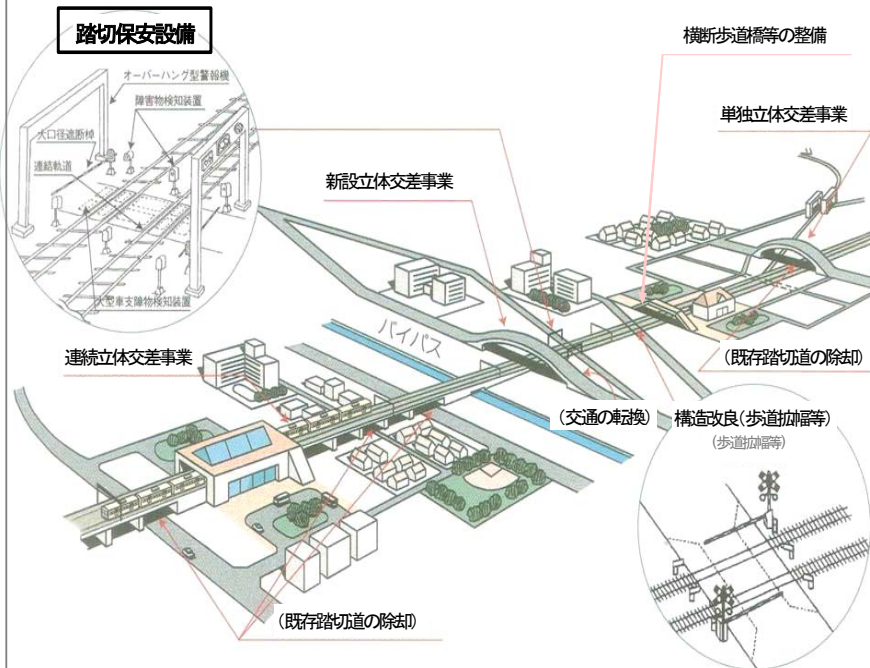 踏切保安設備
オーバーハング型警報機
障害物検知装置
大口径遮断棹
連結軌道
大型車支障物検知装置
横断歩道橋等の整備
単独立体交差事業
新設立体交差事業
バイパス
連続立体交差事業
(既存踏切道の除却)
(交通の転換)
構造改良(歩道拡幅等)
(歩道拡幅等)
(既存踏切道の除却)